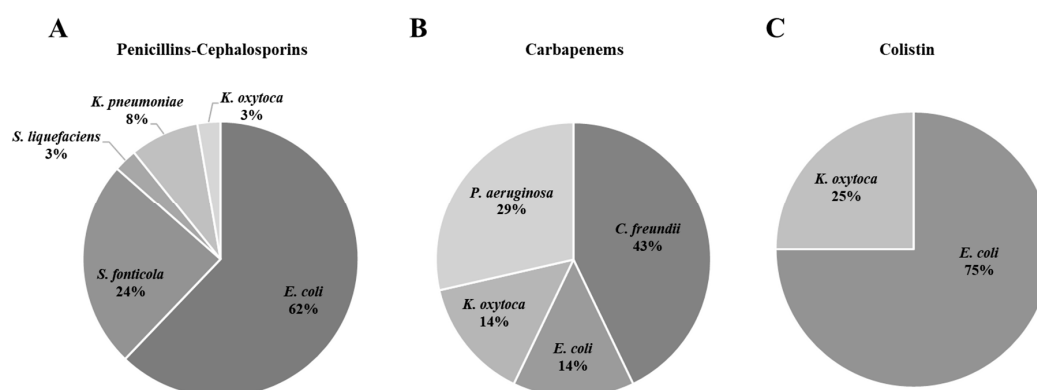 A
Penicillins-Cephalosporins
K. oxytoca
3%
K. pneumoniae
8%
S. liquefaciens
3%
S. fonticola
24%
E. coli
62%
B
Carbapenems
P. aeruginosa
29%
C. freundii
43%
K. oxytoca
14%
E. coli
14%
C
Colistin
K. oxytoca
25%
E. coli
75%